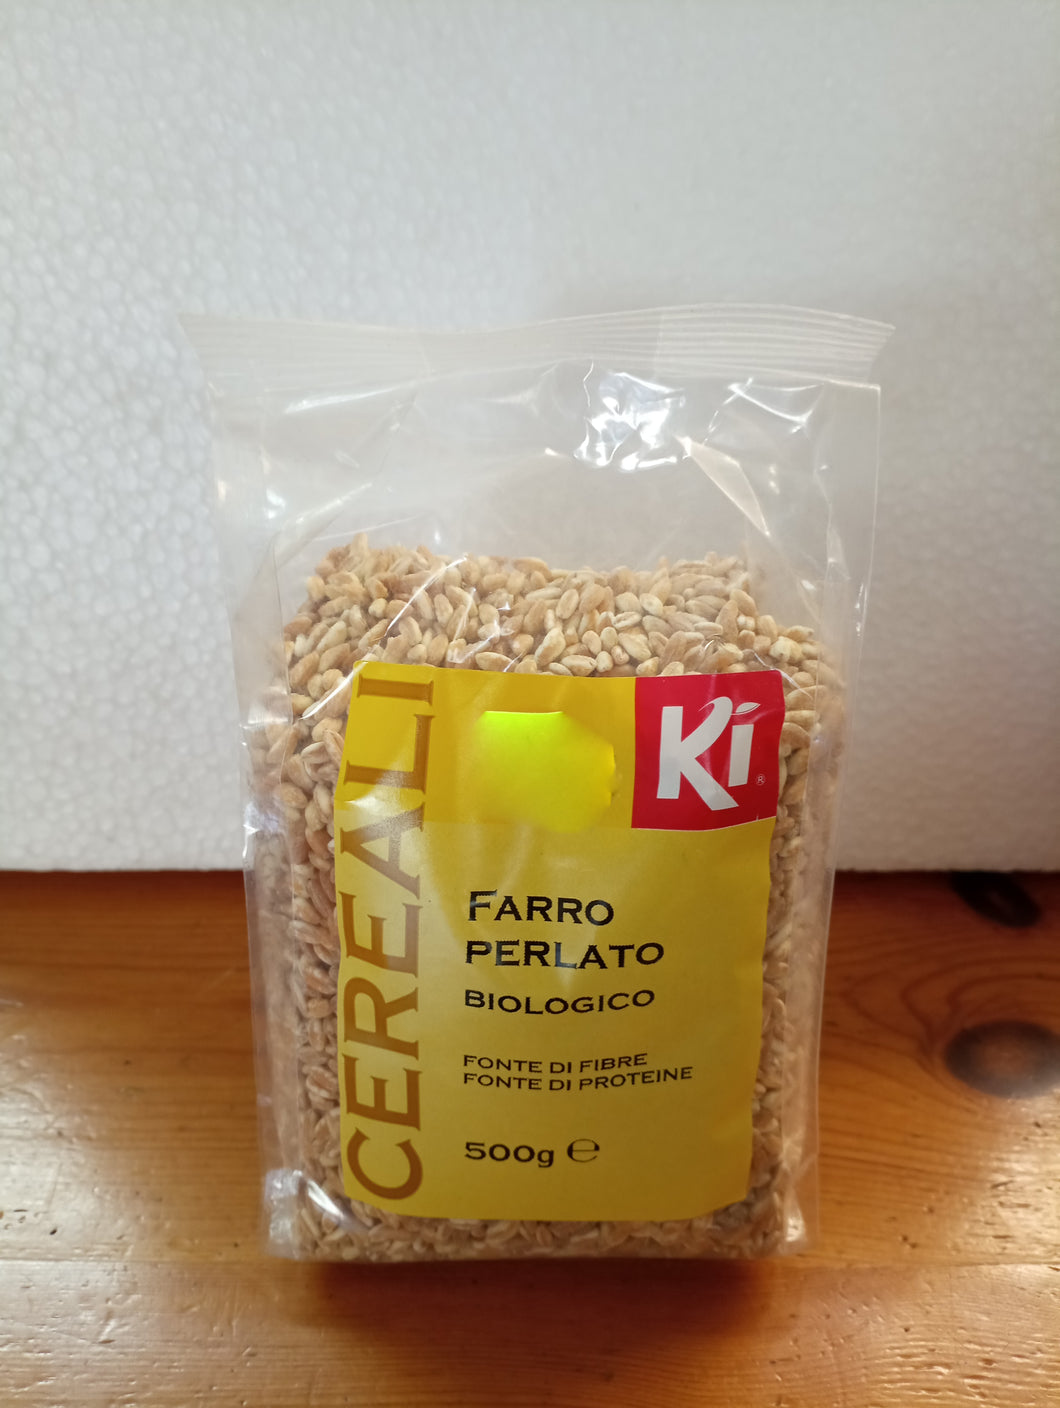 CEREALI
Ki®
FARRO
PERLATO
BIOLOGICO
FONTE DI FIBRE
FONTE DI PROTEINE
500g ℮